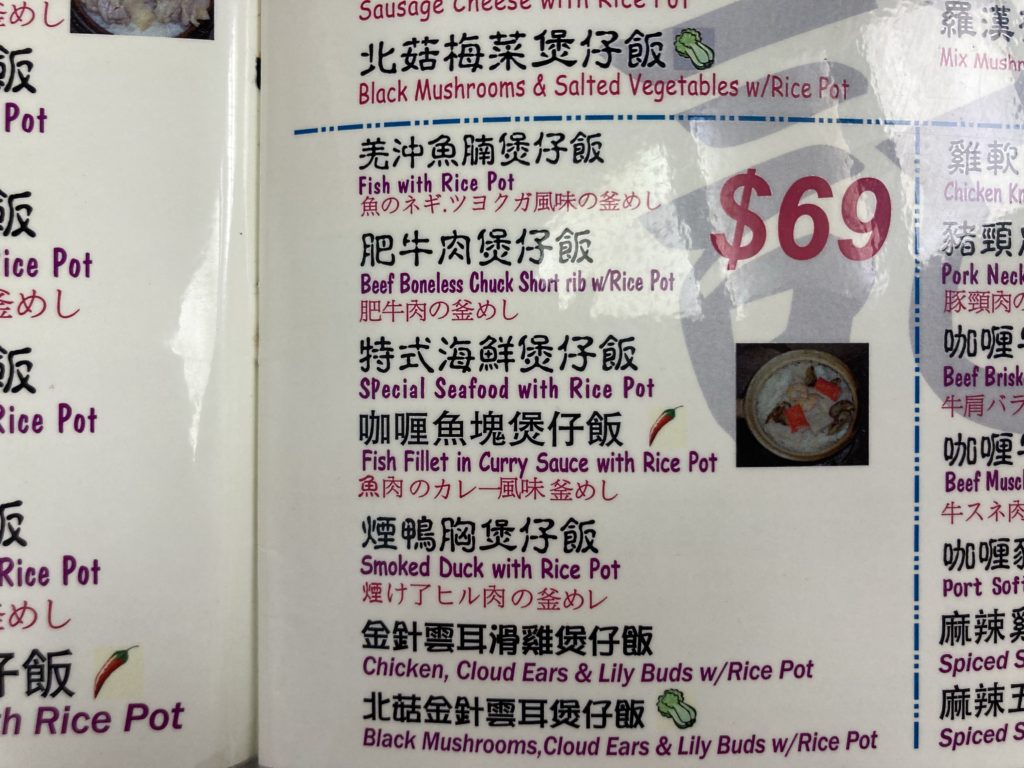 釜めし
飯
Pot
飯
ice Pot
釜めし
飯
Rice Pot
飯
Rice Pot
釜めし
仔飯
th Rice Pot
Sausage Cheese with Rice Pot
北菇梅菜煲仔飯
Black Mushrooms & Salted Vegetables w/Rice Pot
羌沖魚腩煲仔飯
Fish with Rice Pot
魚のネギ.ツヨクガ風味の釜めし
$69
肥牛肉煲仔飯
Beef Boneless Chuck Short rib w/Rice Pot
肥牛肉の釜めし
特式海鮮煲仔飯
SPecial Seafood with Rice Pot
咖喱魚塊煲仔飯
Fish Fillet in Curry Sauce with Rice Pot
魚肉のカレー風味釜めし
煙鴨胸煲仔飯
Smoked Duck with Rice Pot
煙け了ヒル肉の釜めレ
金針雲耳滑雞煲仔飯
Chicken, Cloud Ears & Lily Buds w/Rice Pot
北菇金針雲耳煲仔飯
Black Mushrooms,Cloud Ears & Lily Buds w/Rice Pot
羅漢
Mix Mushr
雞軟
Chicken Kn
豬頸
Pork Neck
豚頸肉の
咖喱牛
Beef Brisk
牛肩バラ
咖喱牛
Beef Muscl
牛スネ肉
咖喱豬
Port Soft
麻辣雞
Spiced S
麻辣五
Spiced S